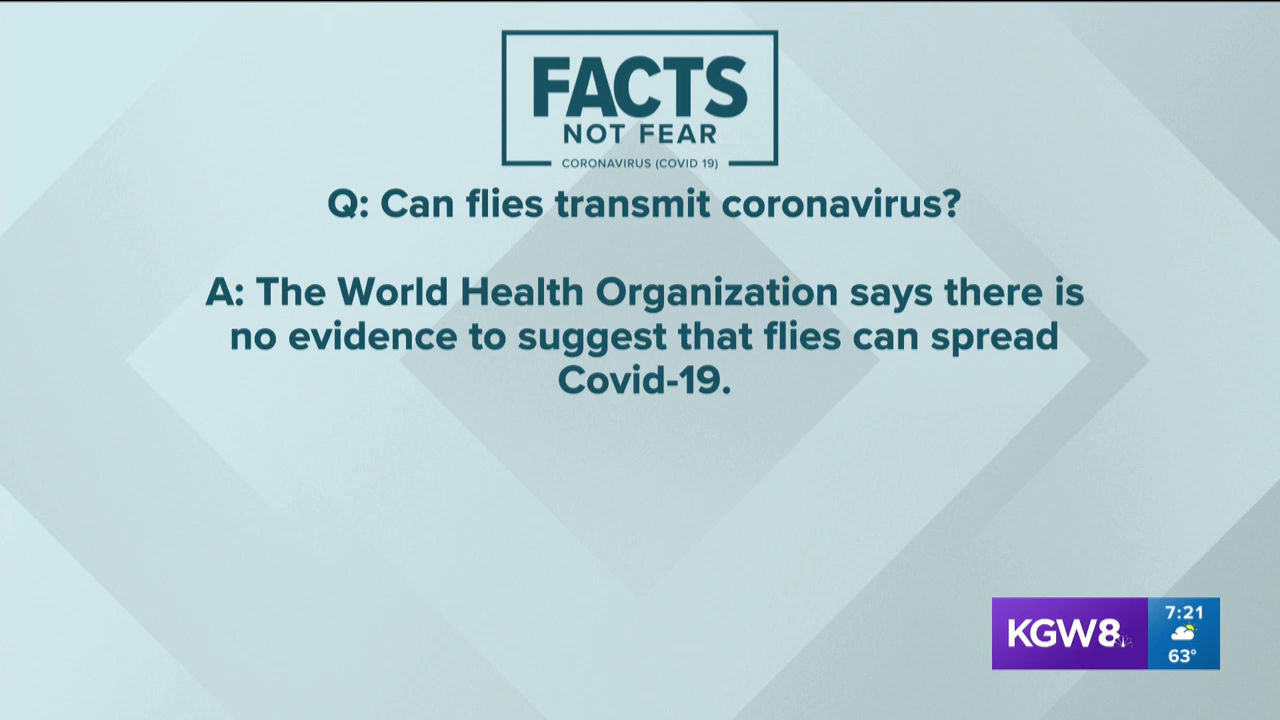 FACTS
NOT FEAR
CORONAVIRUS (COVID 19)
Q: Can flies transmit coronavirus?
A: The World Health Organization says there is
no evidence to suggest that flies can spread
Covid-19.
KGW8
7:21
63°